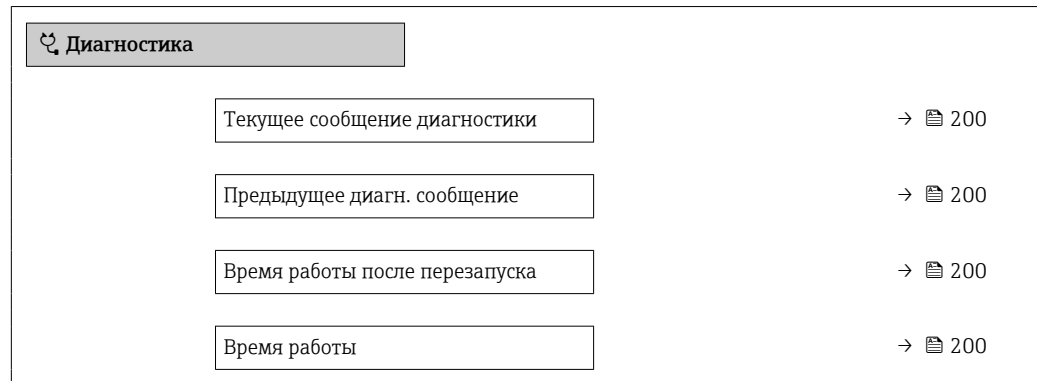 Диагностика
Текущее сообщение диагностики → 200
Предыдущее диагн. сообщение → 200
Время работы после перезапуска → 200
Время работы → 200